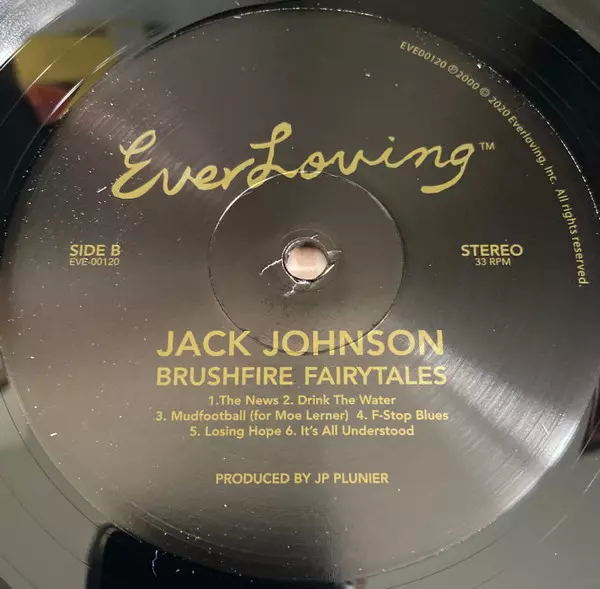 EVE00120 ℗ 2000 © 2020 Everloving, Inc. All rights reserved.
EverLoving™
SIDE B
EVE-00120
STEREO
33 RPM
JACK JOHNSON
BRUSHFIRE FAIRYTALES
1.The News 2. Drink The Water
3. Mudfootball (for Moe Lerner) 4. F-Stop Blues
5. Losing Hope 6. It's All Understood
PRODUCED BY JP PLUNIER